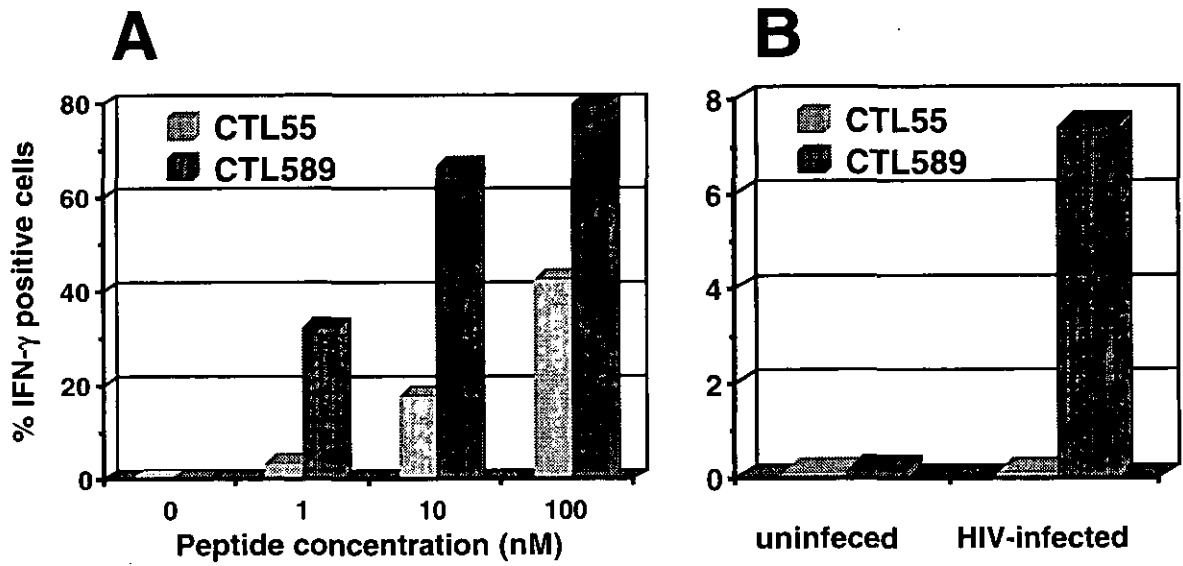 A
80
60
40
20
0
% IFN-γ positive cells
CTL55
CTL589
0 1 10 100
Peptide concentration (nM)
B
8
6
4
2
0
CTL55
CTL589
uninfeced HIV-infected